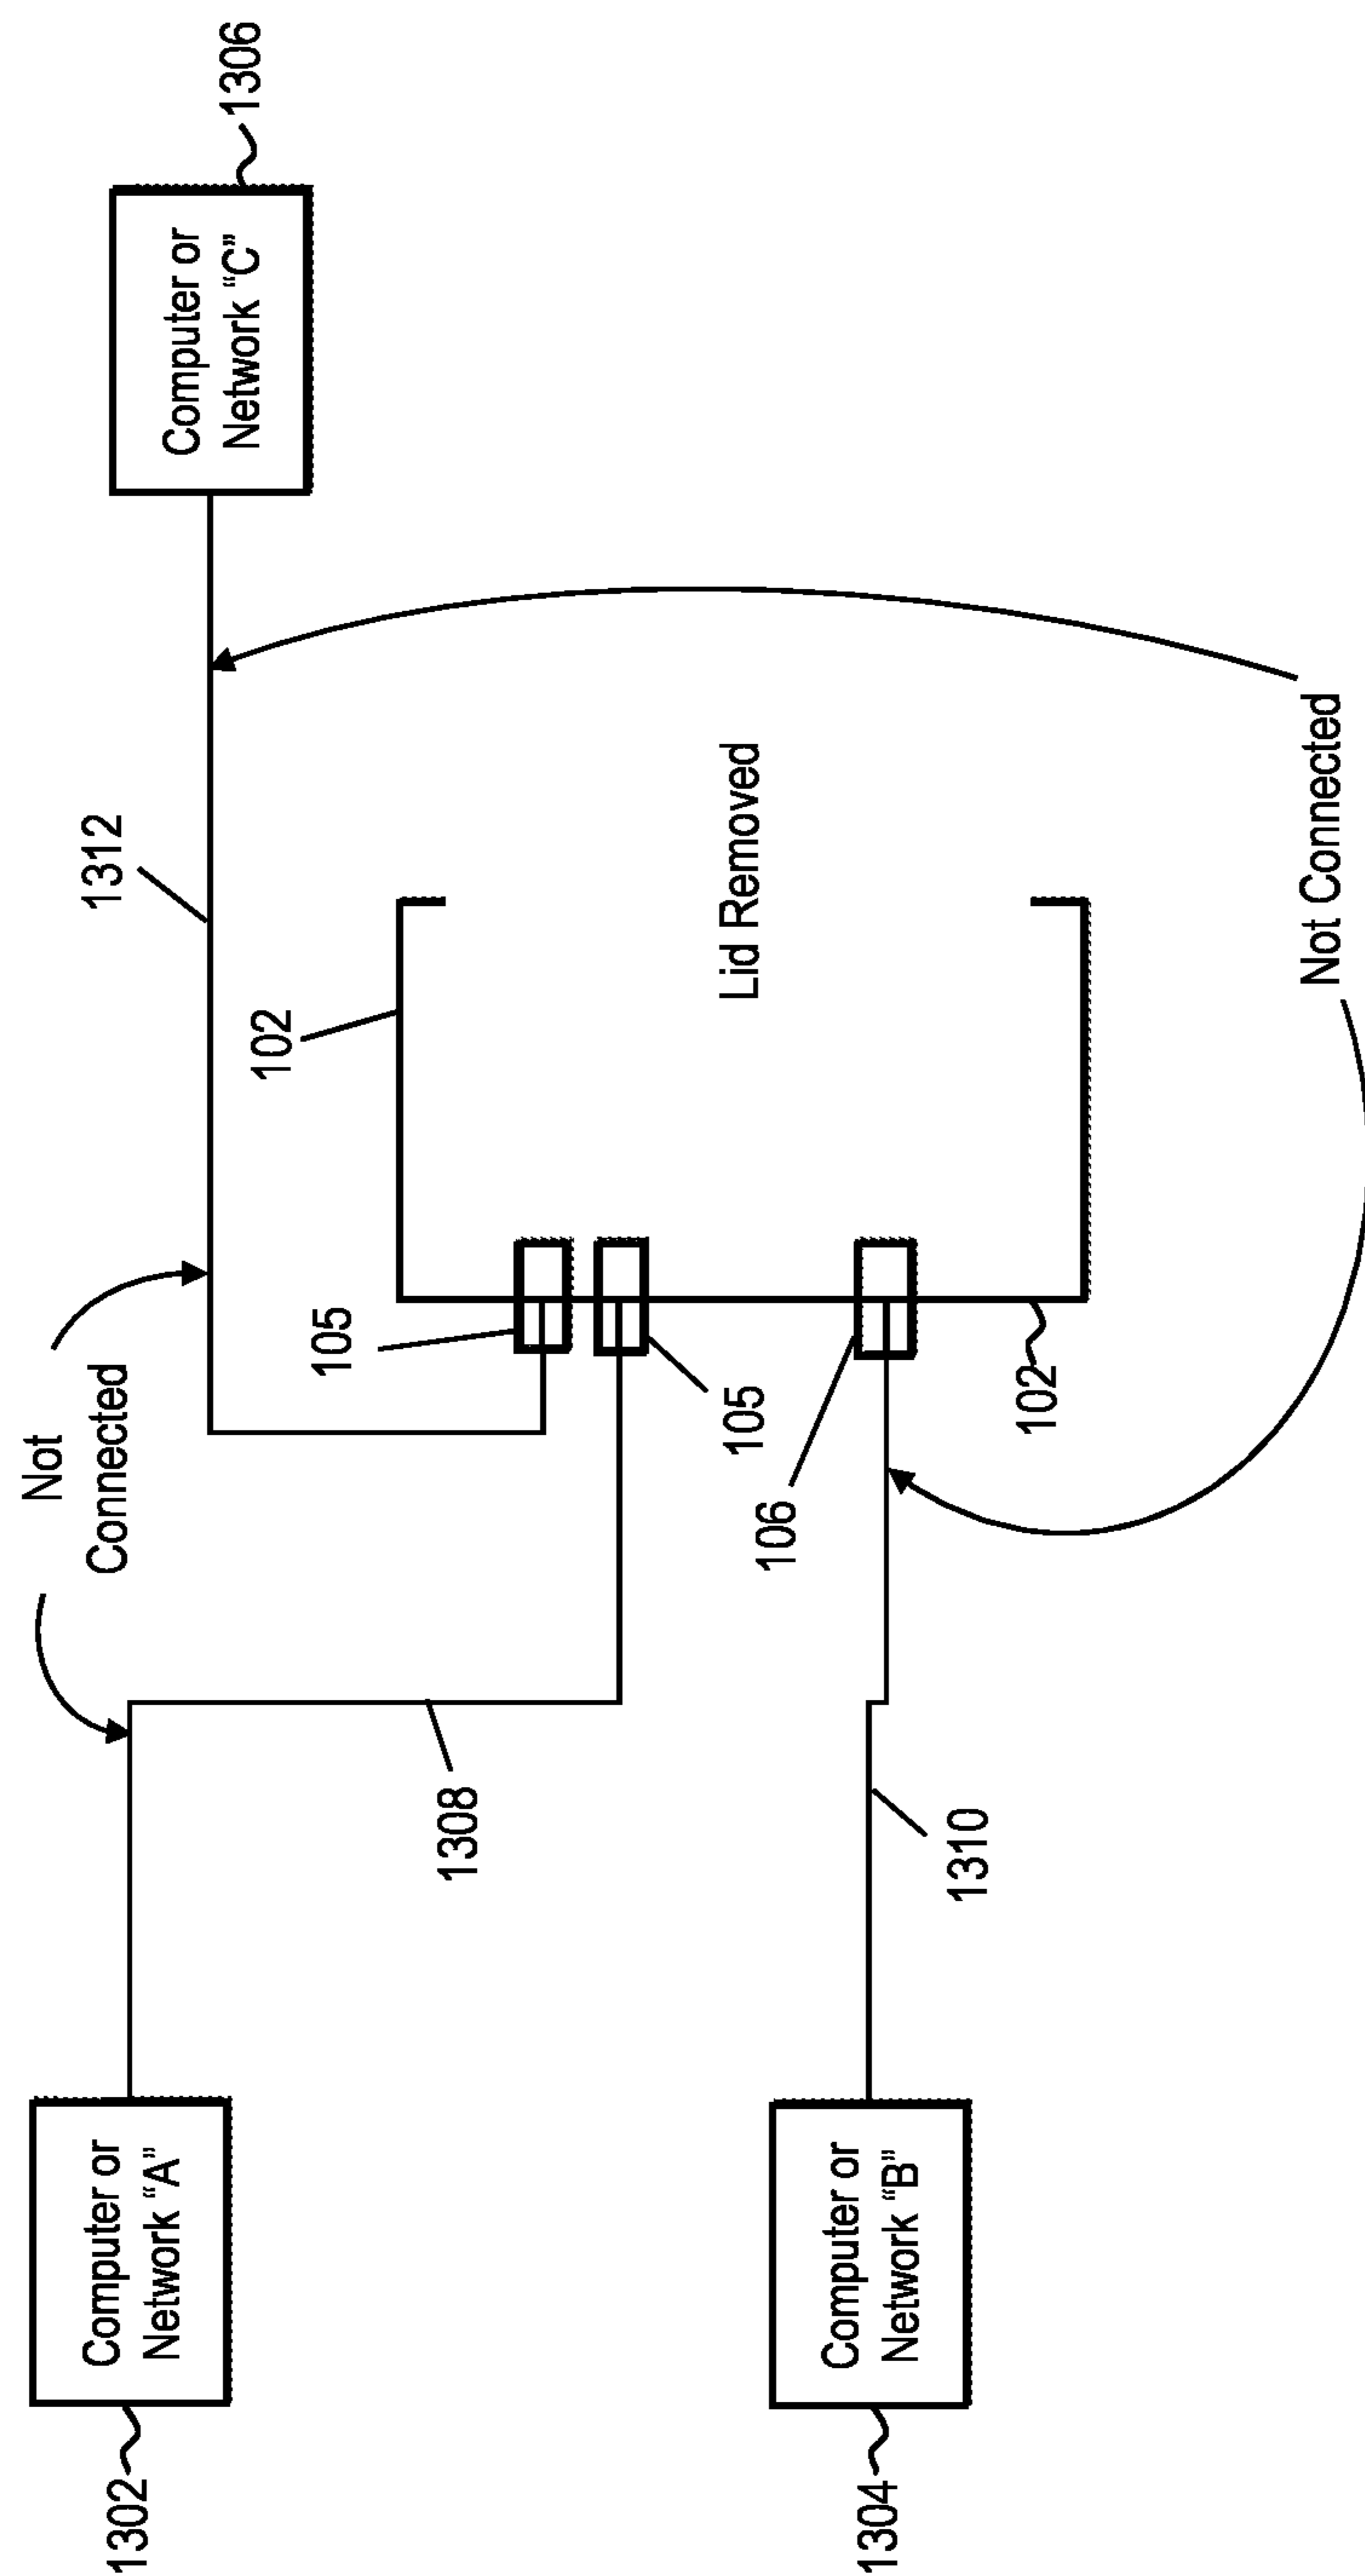 Not
Connected
1312
Computer or
Network "C"
1306
1302
Computer or
Network “A”
1308
105
102
105
Lid Removed
1304
Computer or
Network “B”
1310
106
102
Not Connected